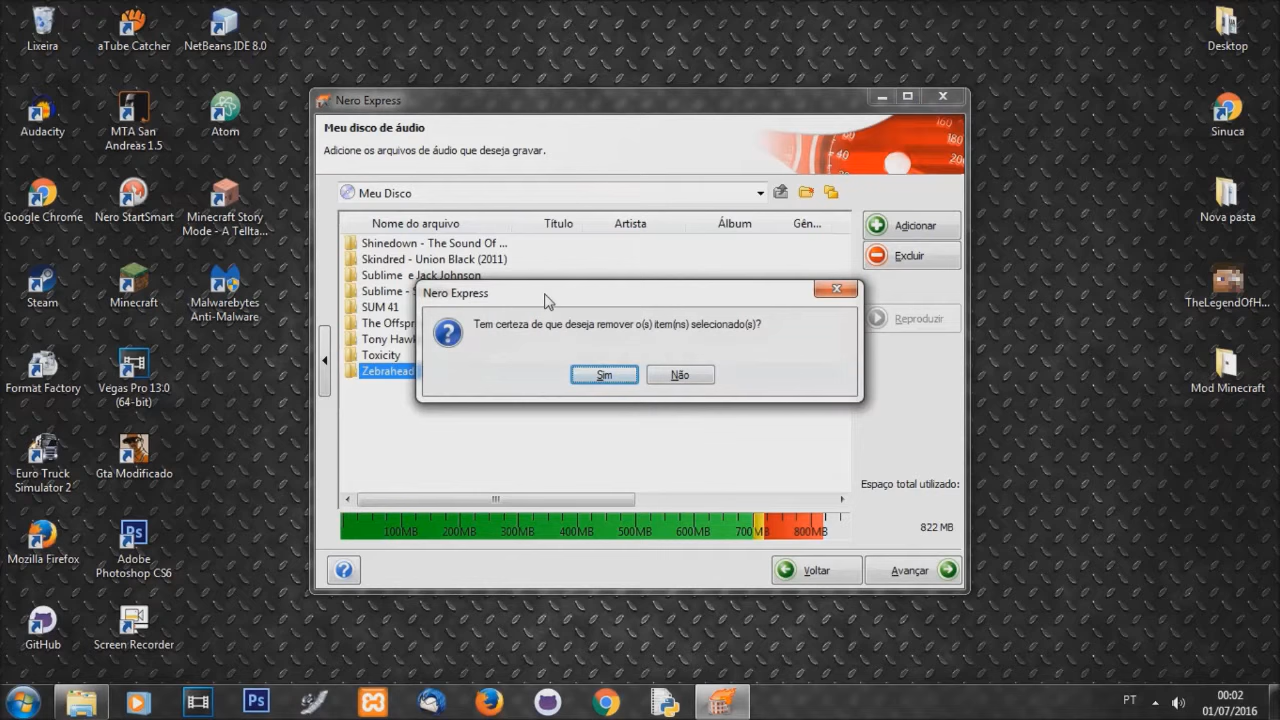 Lixeira
aTube Catcher
NetBeans IDE 8.0
Desktop
Audacity
MTA San
Andreas 1.5
Atom
Sinuca
Google Chrome
Nero StartSmart
Minecraft Story
Mode - A Tellta...
Nova pasta
Steam
Minecraft
Malwarebytes
Anti-Malware
TheLegendOfH...
Format Factory
Vegas Pro 13.0
(64-bit)
Mod Minecraft
Euro Truck
Simulator 2
Gta Modificado
Mozilla Firefox
Adobe
Photoshop CS6
GitHub
Screen Recorder
Nero Express
Meu disco de áudio
Adicione os arquivos de áudio que deseja gravar.
160
180
60
40
Meu Disco
Nome do arquivo Título Artista Álbum Gên...
Shinedown - The Sound Of ...
Skindred - Union Black (2011)
Sublime e Jack Johnson
Sublime -
SUM 41
The Offspr
Tony Hawk
Toxicity
Zebrahead
Adicionar
Excluir
Reproduzir
Nero Express
Tem certeza de que deseja remover o(s) item(ns) selecionado(s)?
Sim Não
Espaço total utilizado:
822 MB
100MB 200MB 300MB 400MB 500MB 600MB 700MB 800MB
Voltar Avançar
Ps
PT
00:02
01/07/2016